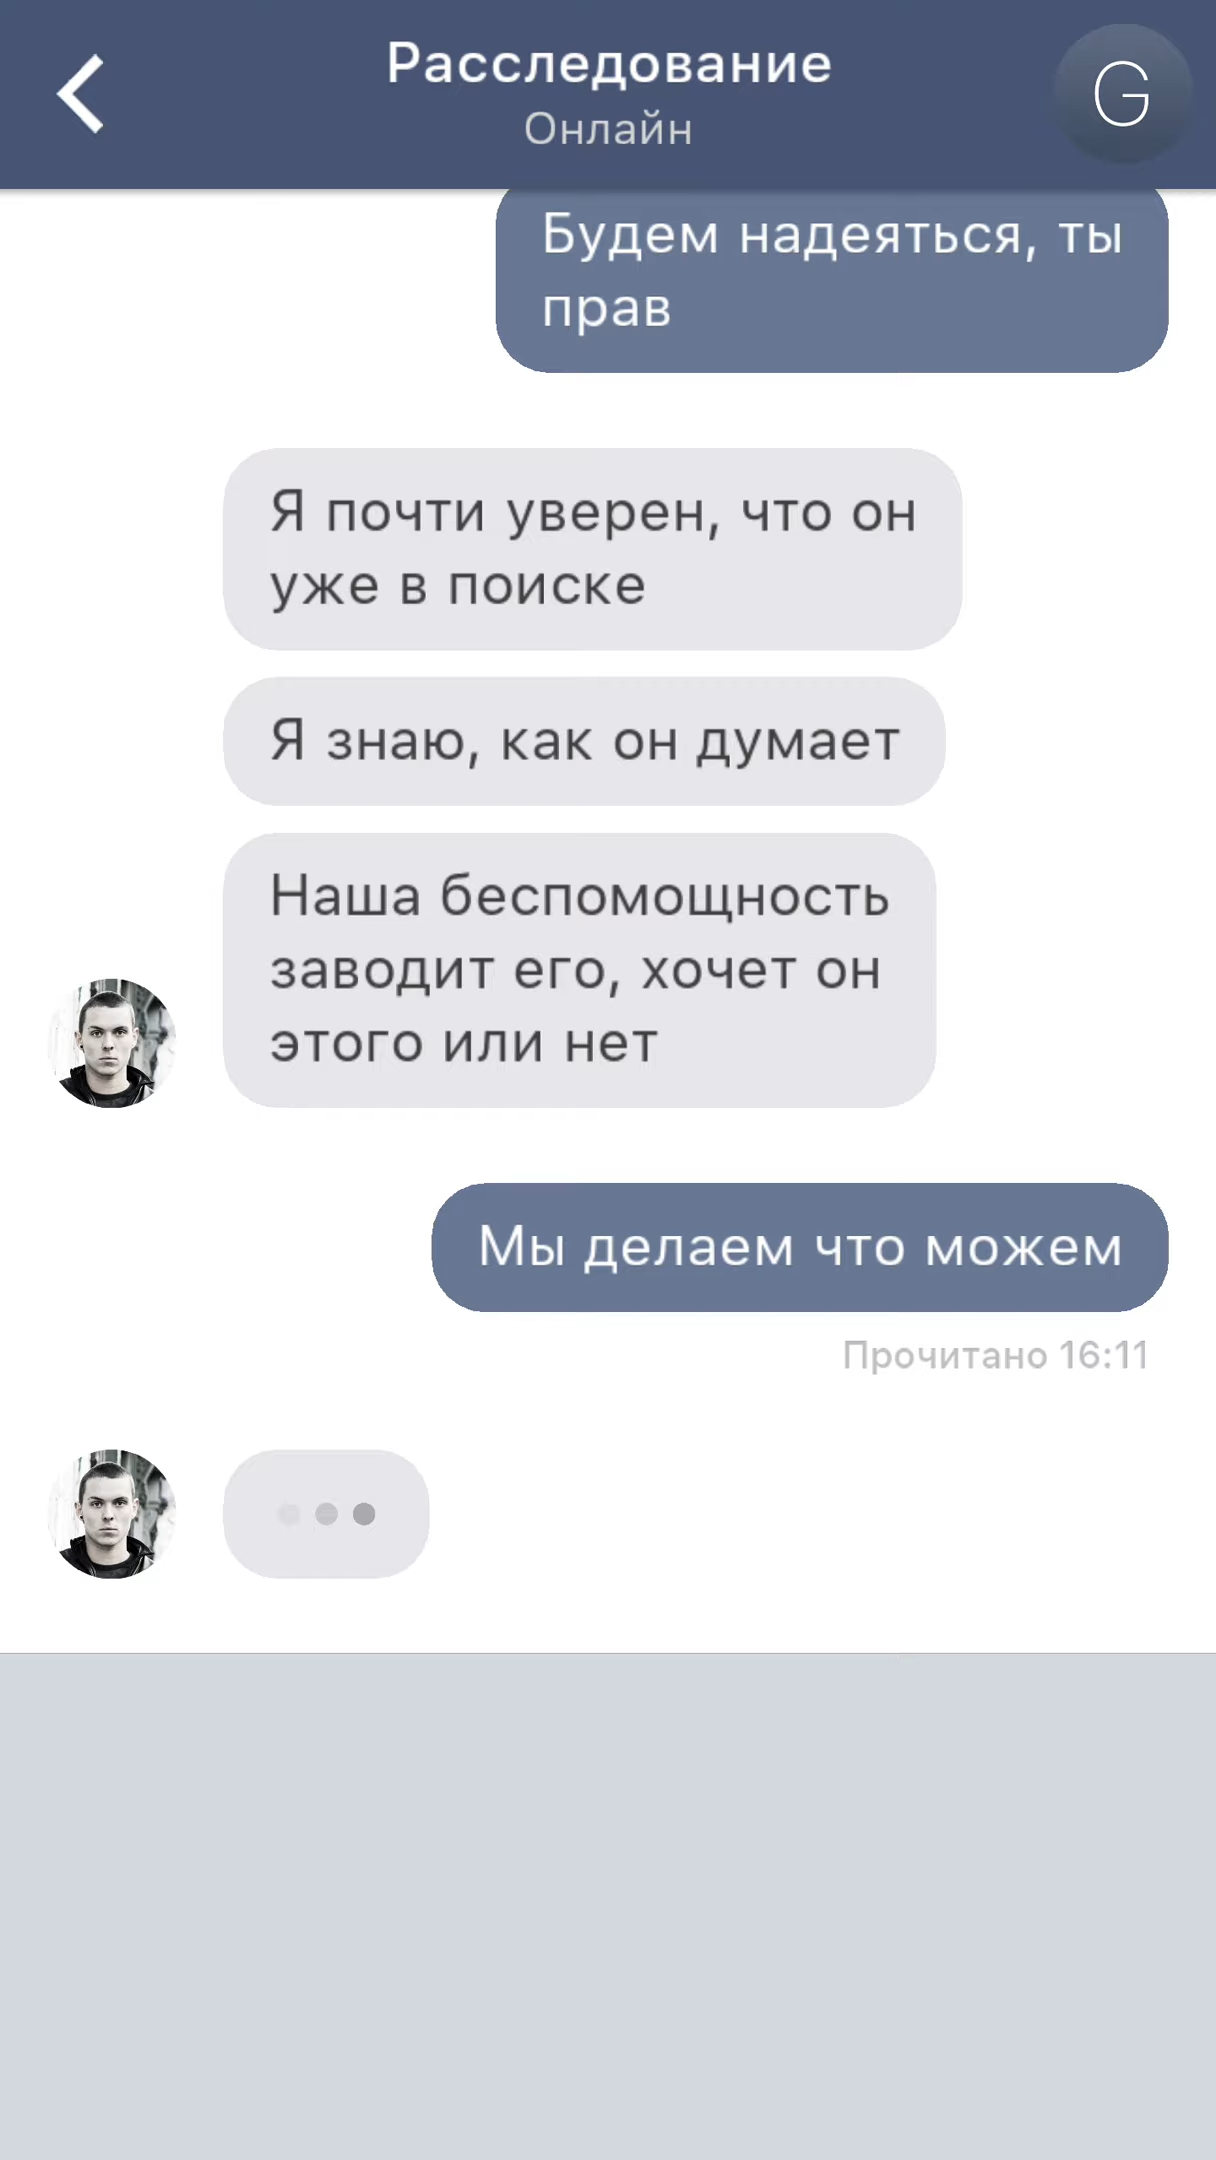 Расследование
Онлайн
G
Будем надеяться, ты
прав
Я почти уверен, что он
уже в поиске
Я знаю, как он думает
Наша беспомощность
заводит его, хочет он
этого или нет
Мы делаем что можем
Прочитано 16:11